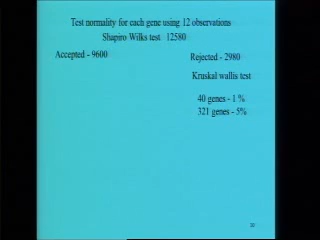 Test normality for each gene using 12 observations
Shapiro Wilks test 12580
Accepted - 9600
Rejected - 2980
Kruskal wallis test
40 genes - 1 %
321 genes - 5%